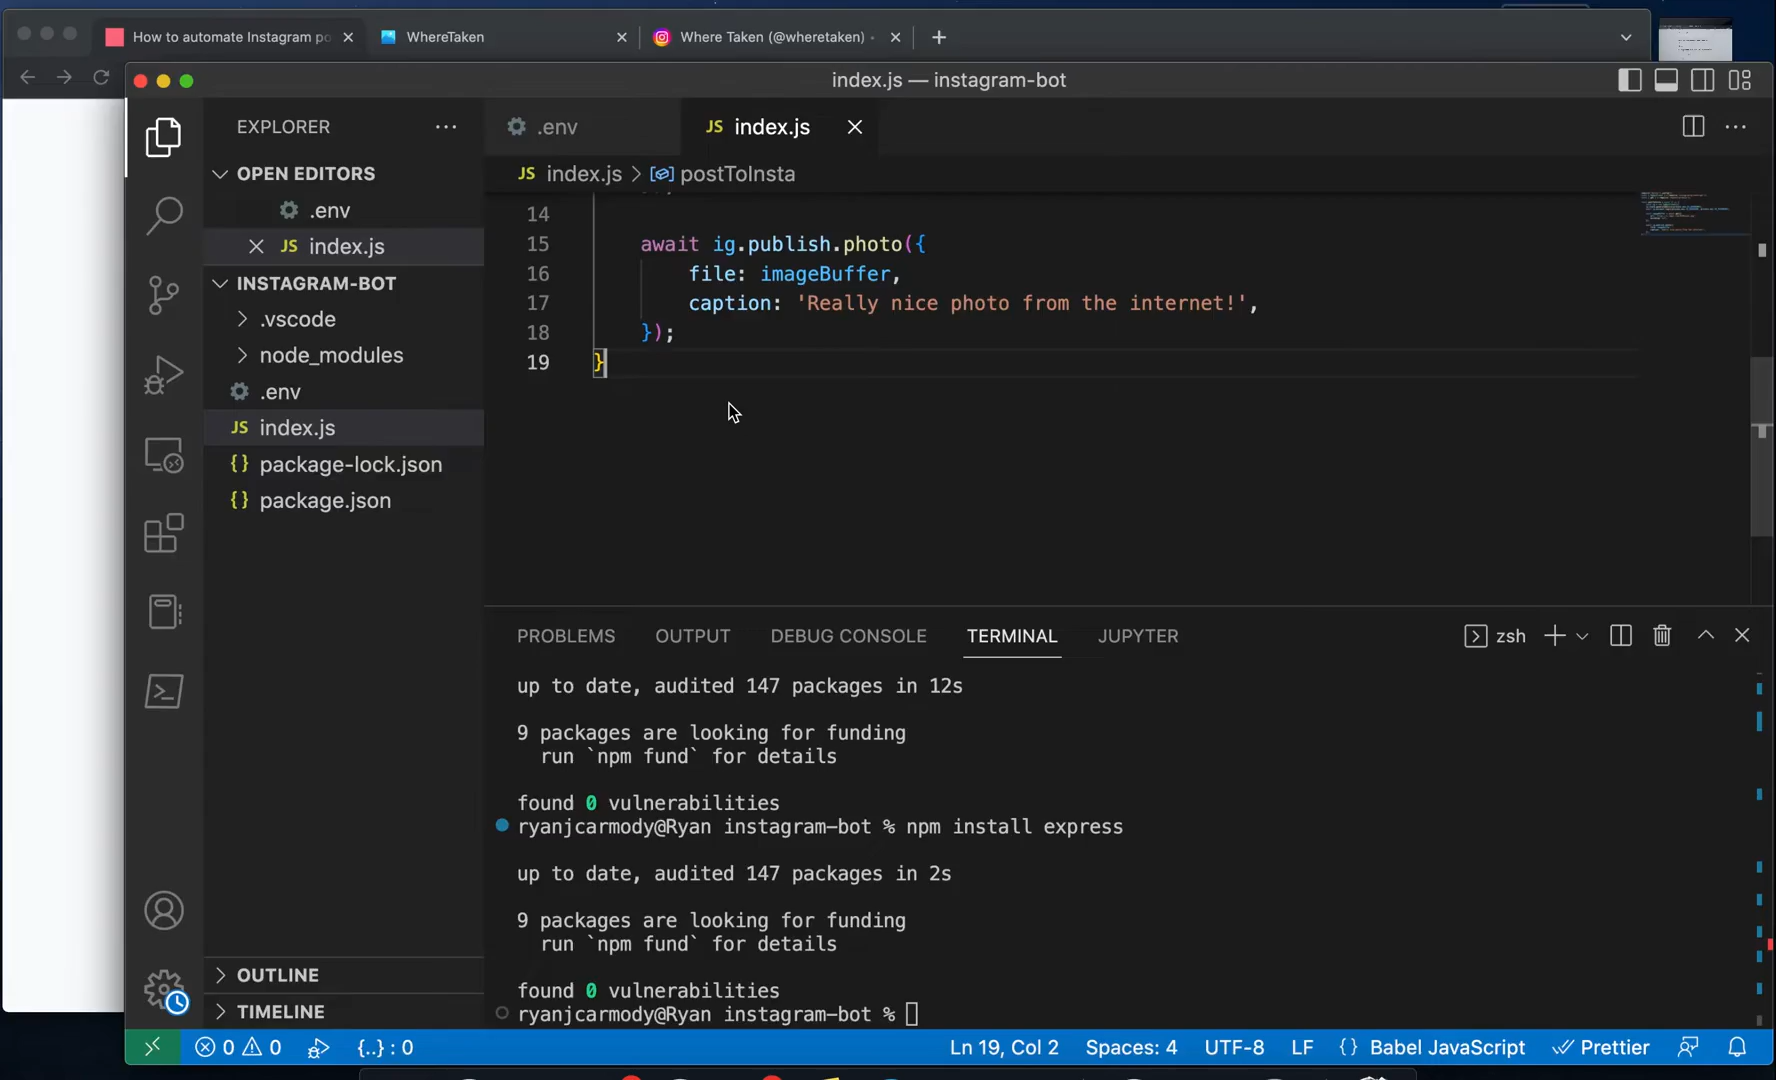 How to automate Instagram po
WhereTaken
Where Taken (@wheretaken) -
index.js — instagram-bot
EXPLORER
OPEN EDITORS
.env
JS index.js
INSTAGRAM-BOT
.vscode
node_modules
.env
JS index.js
{} package-lock.json
{} package.json
OUTLINE
TIMELINE
.env
JS index.js
JS index.js > postToInsta
14
15 await ig.publish.photo({
16 file: imageBuffer,
17 caption: 'Really nice photo from the internet!',
18 });
19 }
PROBLEMS OUTPUT DEBUG CONSOLE TERMINAL JUPYTER
zsh
up to date, audited 147 packages in 12s
9 packages are looking for funding
run `npm fund` for details
found 0 vulnerabilities
ryanjcarmody@Ryan instagram-bot % npm install express
up to date, audited 147 packages in 2s
9 packages are looking for funding
run `npm fund` for details
found 0 vulnerabilities
ryanjcarmody@Ryan instagram-bot %
0 0 {..} : 0 Ln 19, Col 2 Spaces: 4 UTF-8 LF {} Babel JavaScript Prettier